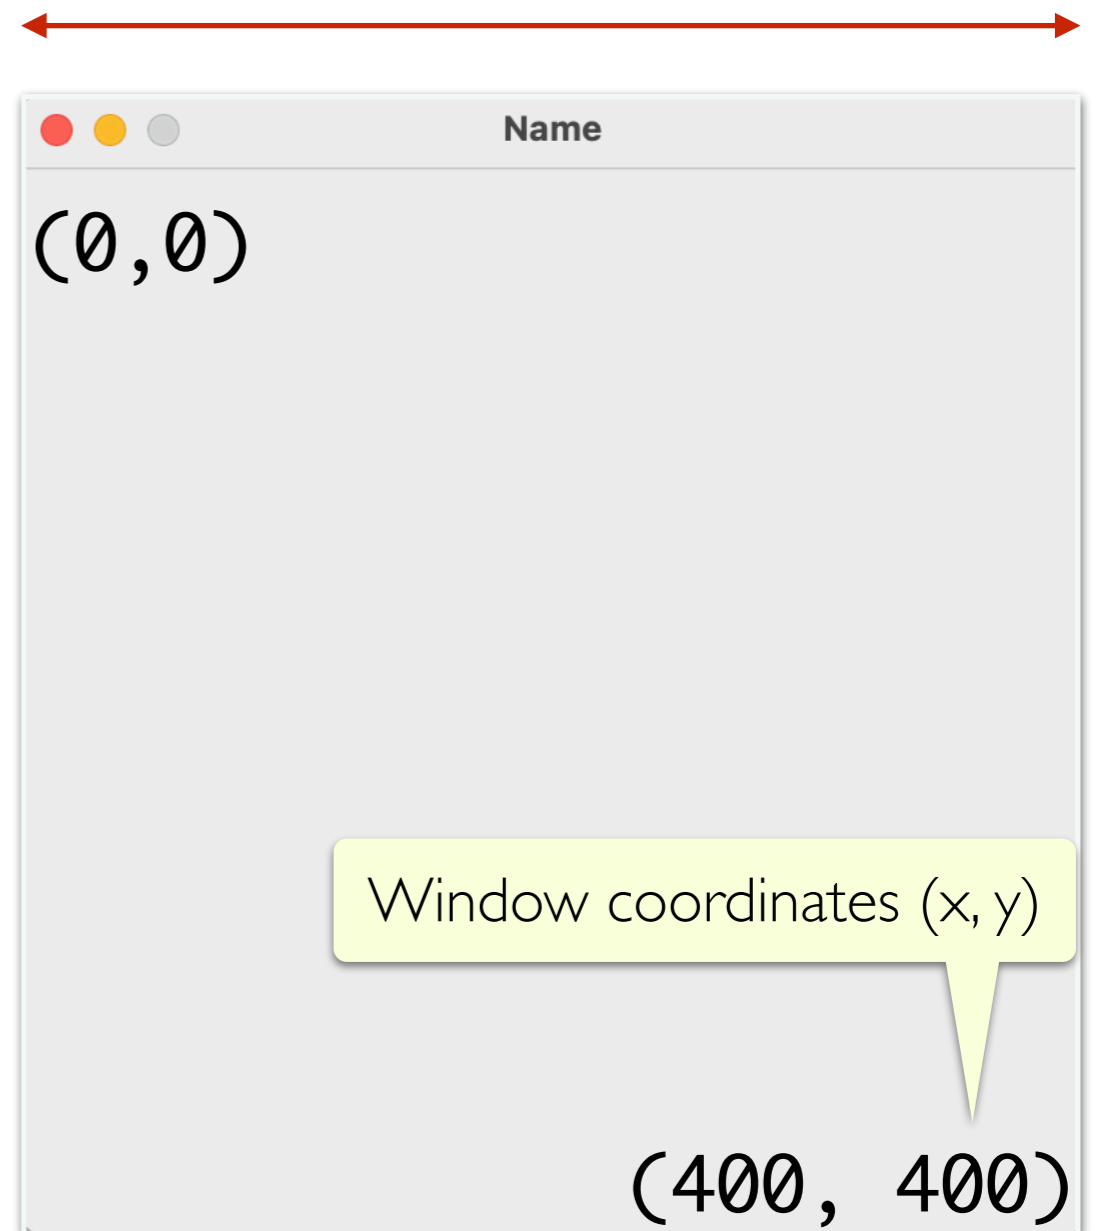 Name
(0,0)
Window coordinates (x, y)
(400, 400)